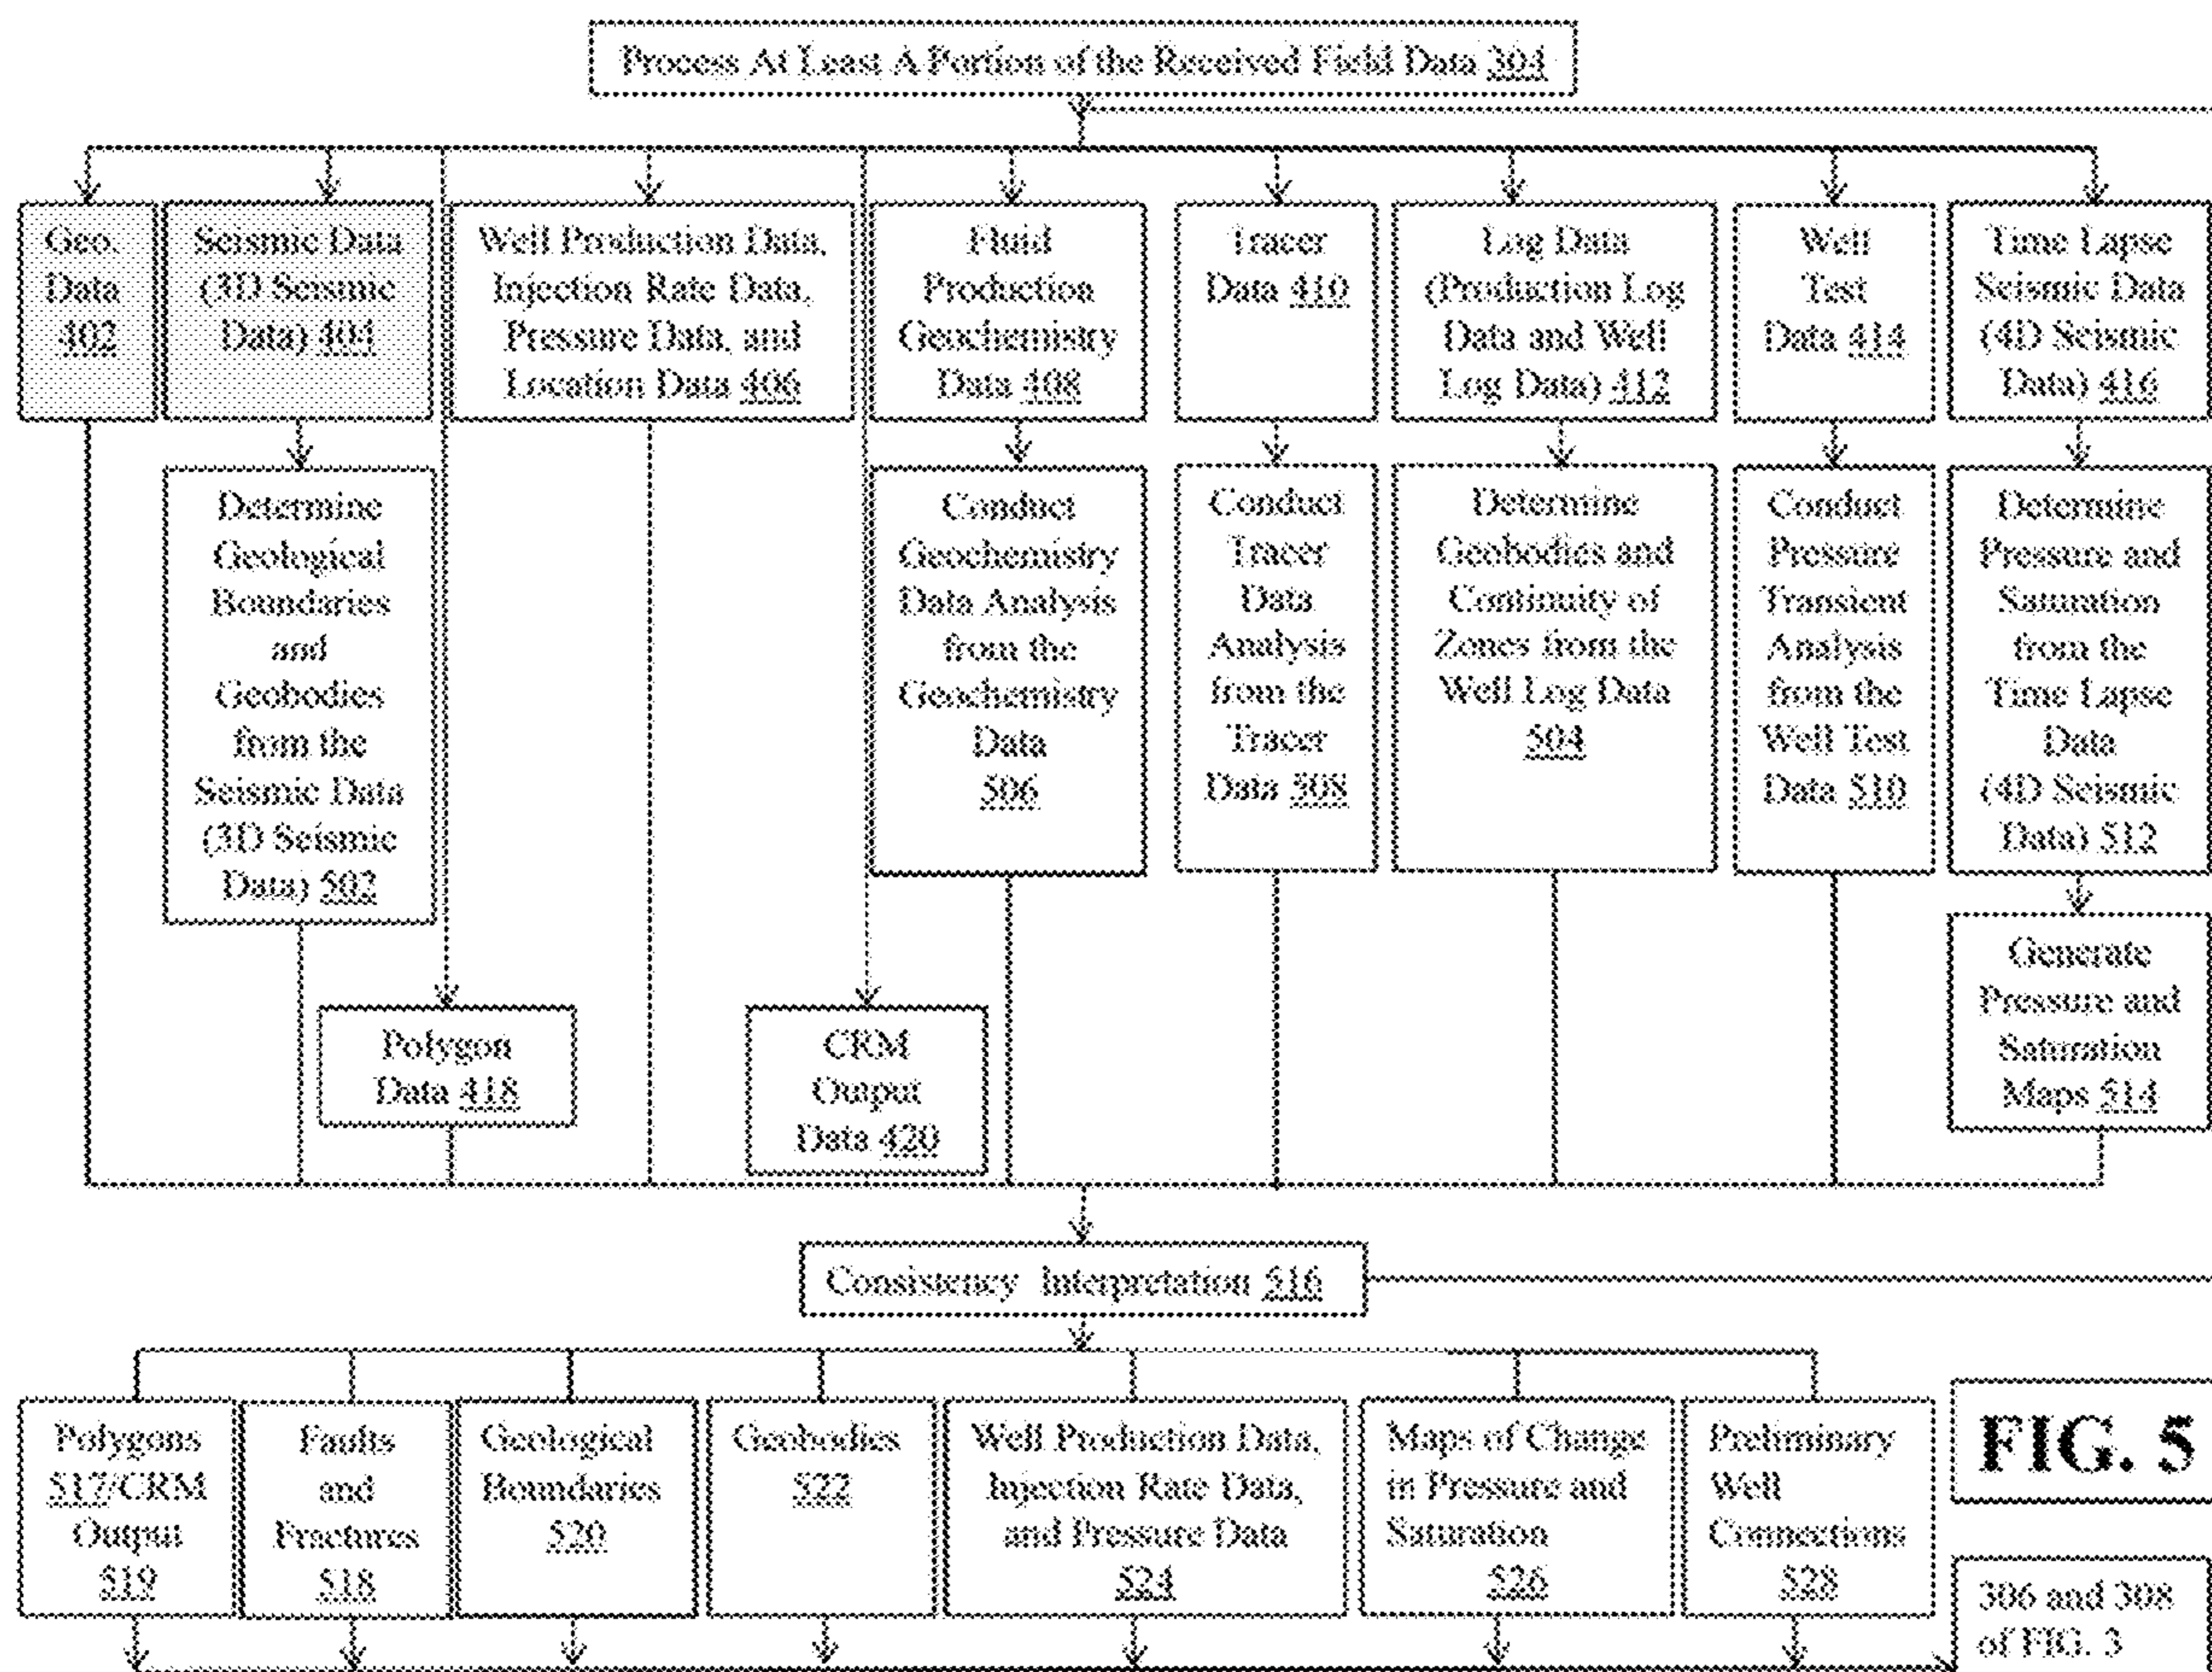 Process At Least A Portion of the Received Field Data 304
Geo.
Data
402
Seismic Data
(3D Seismic
Data) 404
Well Production Data,
Injection Rate Data,
Pressure Data, and
Location Data 406
Fluid
Production
Geochemistry
Data 408
Tracer
Data 410
Log Data
(Production Log
Data and Well
Log Data) 412
Well
Test
Data 414
Time Lapse
Seismic Data
(4D Seismic
Data) 416
Determine
Geological
Boundaries
and
Geobodies
from the
Seismic Data
(3D Seismic
Data) 502
Conduct
Geochemistry
Data Analysis
from the
Geochemistry
Data
506
Conduct
Tracer
Data
Analysis
from the
Tracer
Data 508
Determine
Geobodies and
Continuity of
Zones from the
Well Log Data
504
Conduct
Pressure
Transient
Analysis
from the
Well Test
Data 510
Determine
Pressure and
Saturation
from the
Time Lapse
Data
(4D Seismic
Data) 512
Polygon
Data 418
CRM
Output
Data 420
Generate
Pressure and
Saturation
Maps 514
Consistency Interpretation 516
Polygons
517/CRM
Output
519
Faults
and
Fractures
518
Geological
Boundaries
520
Geobodies
522
Well Production Data,
Injection Rate Data,
and Pressure Data
524
Maps of Change
in Pressure and
Saturation
526
Preliminary
Well
Connections
528
FIG. 5
306 and 308
of FIG. 3